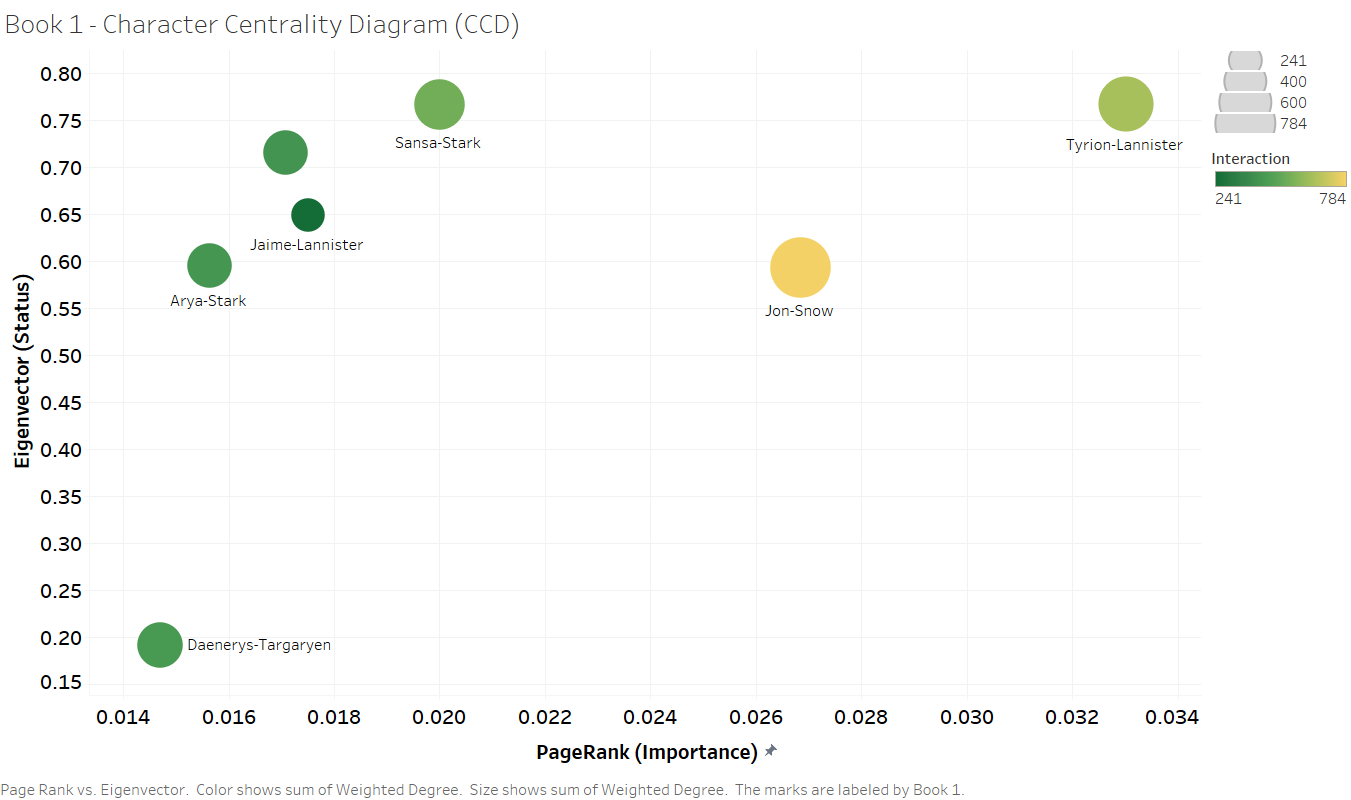 Book 1 - Character Centrality Diagram (CCD)
241
400
600
784
Interaction
241 784
Eigenvector (Status)
0.80
0.75
0.70
0.65
0.60
0.55
0.50
0.45
0.40
0.35
0.30
0.25
0.20
0.15
Sansa-Stark
Tyrion-Lannister
Jaime-Lannister
Arya-Stark
Jon-Snow
Daenerys-Targaryen
0.014 0.016 0.018 0.020 0.022 0.024 0.026 0.028 0.030 0.032 0.034
PageRank (Importance)
Page Rank vs. Eigenvector. Color shows sum of Weighted Degree. Size shows sum of Weighted Degree. The marks are labeled by Book 1.